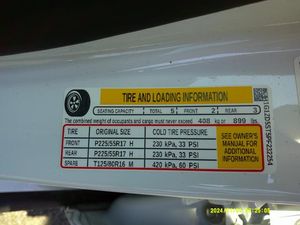 TIRE AND LOADING INFORMATION
SEATING CAPACITY TOTAL 5 FRONT 2 REAR 3
The combined weight of occupants and cargo must never exceed 408 kg or 899 lbs.
TIRE ORIGINAL SIZE COLD TIRE PRESSURE
FRONT P225/55R17 H 230 kPa, 33 PSI
REAR P225/55R17 H 230 kPa, 33 PSI
SPARE T125/80R16 M 420 kPa, 60 PSI
SEE OWNER'S
MANUAL FOR
ADDITIONAL
INFORMATION